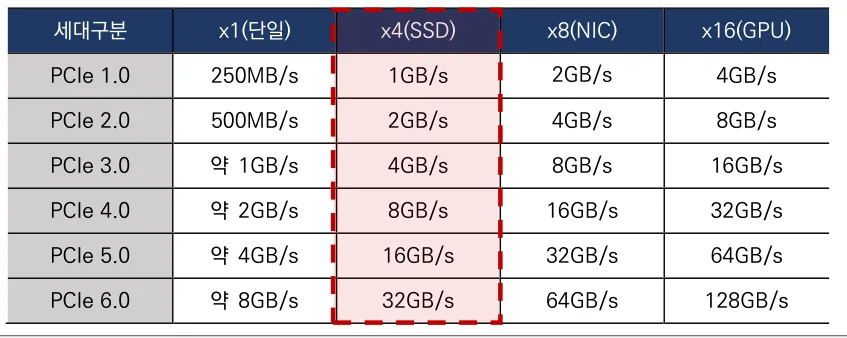 세대구분 x1(단일) x4(SSD) x8(NIC) x16(GPU)
PCIe 1.0 250MB/s 1GB/s 2GB/s 4GB/s
PCIe 2.0 500MB/s 2GB/s 4GB/s 8GB/s
PCIe 3.0 약 1GB/s 4GB/s 8GB/s 16GB/s
PCIe 4.0 약 2GB/s 8GB/s 16GB/s 32GB/s
PCIe 5.0 약 4GB/s 16GB/s 32GB/s 64GB/s
PCIe 6.0 약 8GB/s 32GB/s 64GB/s 128GB/s